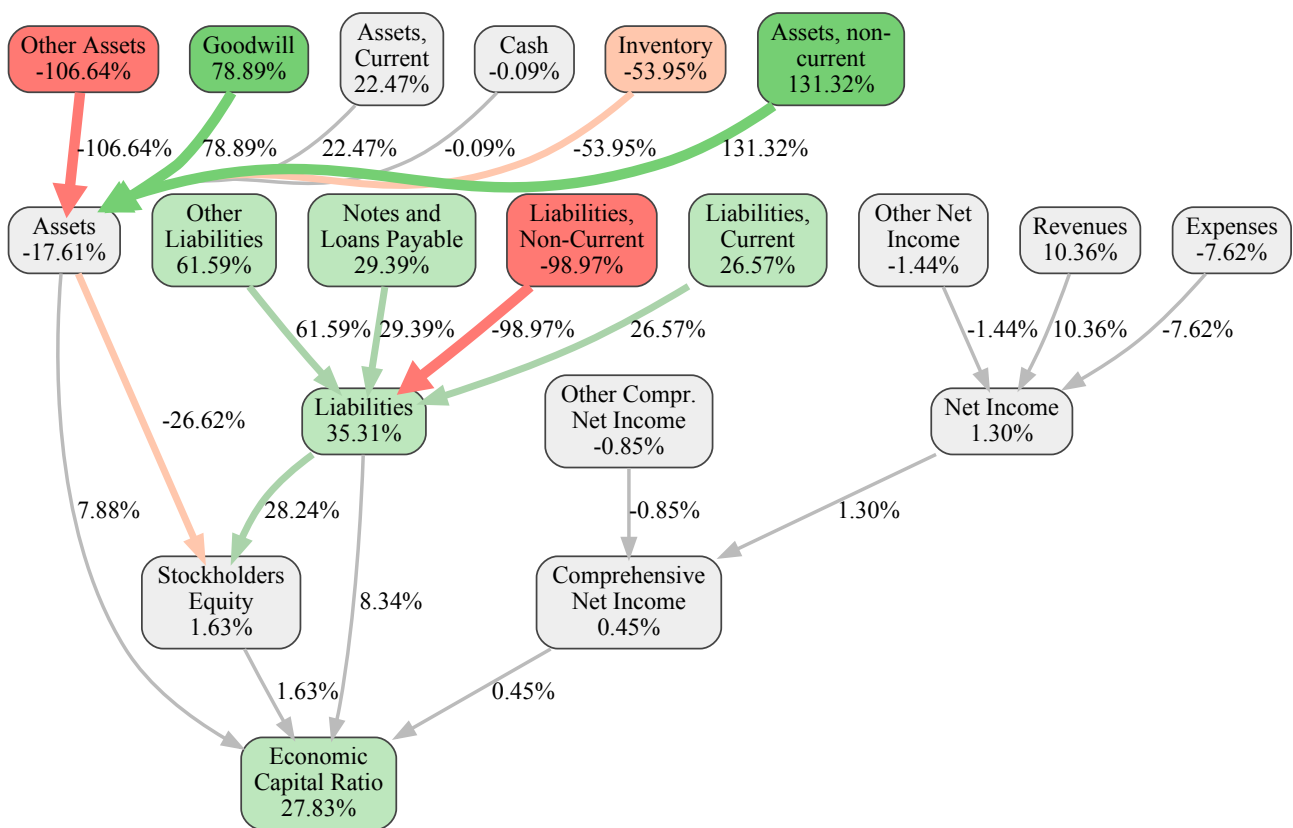 Other Assets
-106.64%
Goodwill
78.89%
Assets,
Current
22.47%
Cash
-0.09%
Inventory
-53.95%
Assets, non-
current
131.32%
-106.64%
78.89%
22.47%
-0.09%
-53.95%
131.32%
Assets
-17.61%
Other
Liabilities
61.59%
Notes and
Loans Payable
29.39%
Liabilities,
Non-Current
-98.97%
Liabilities,
Current
26.57%
Other Net
Income
-1.44%
Revenues
10.36%
Expenses
-7.62%
61.59%
29.39%
-98.97%
26.57%
-1.44%
10.36%
-7.62%
-26.62%
Liabilities
35.31%
Other Compr.
Net Income
-0.85%
Net Income
1.30%
7.88%
28.24%
-0.85%
1.30%
Stockholders
Equity
1.63%
8.34%
Comprehensive
Net Income
0.45%
1.63%
0.45%
Economic
Capital Ratio
27.83%